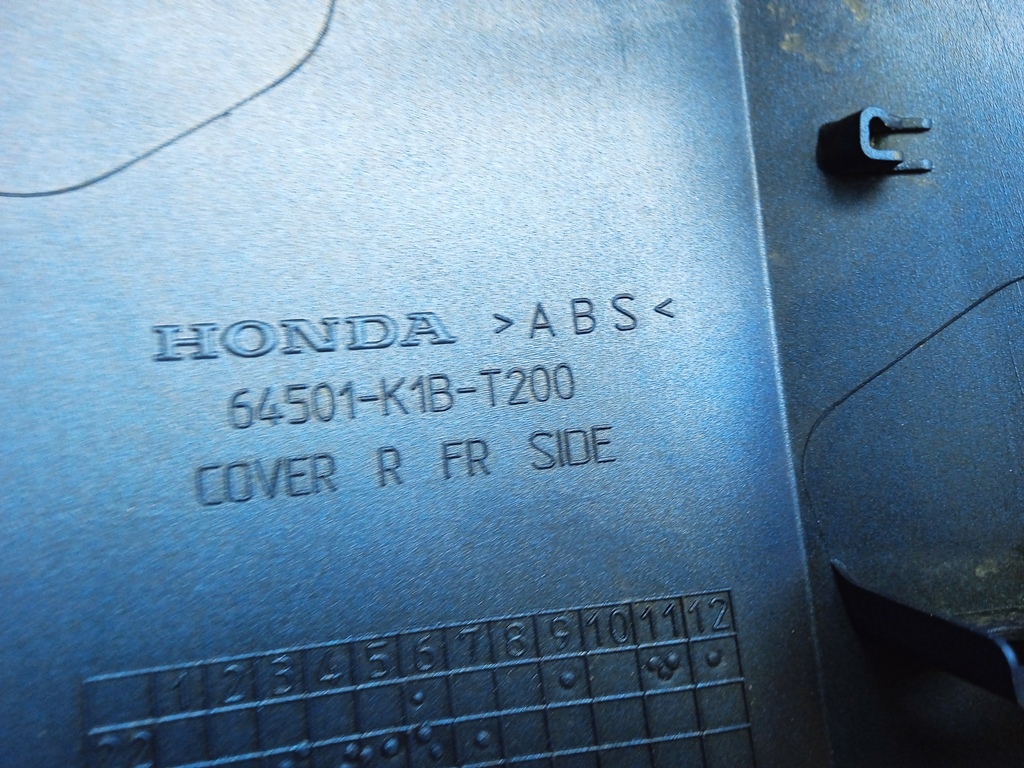 HONDA >ABS<
64501-K1B-T200
COVER R FR SIDE
1 2 3 4 5 6 7 8 9 10 11 12
22